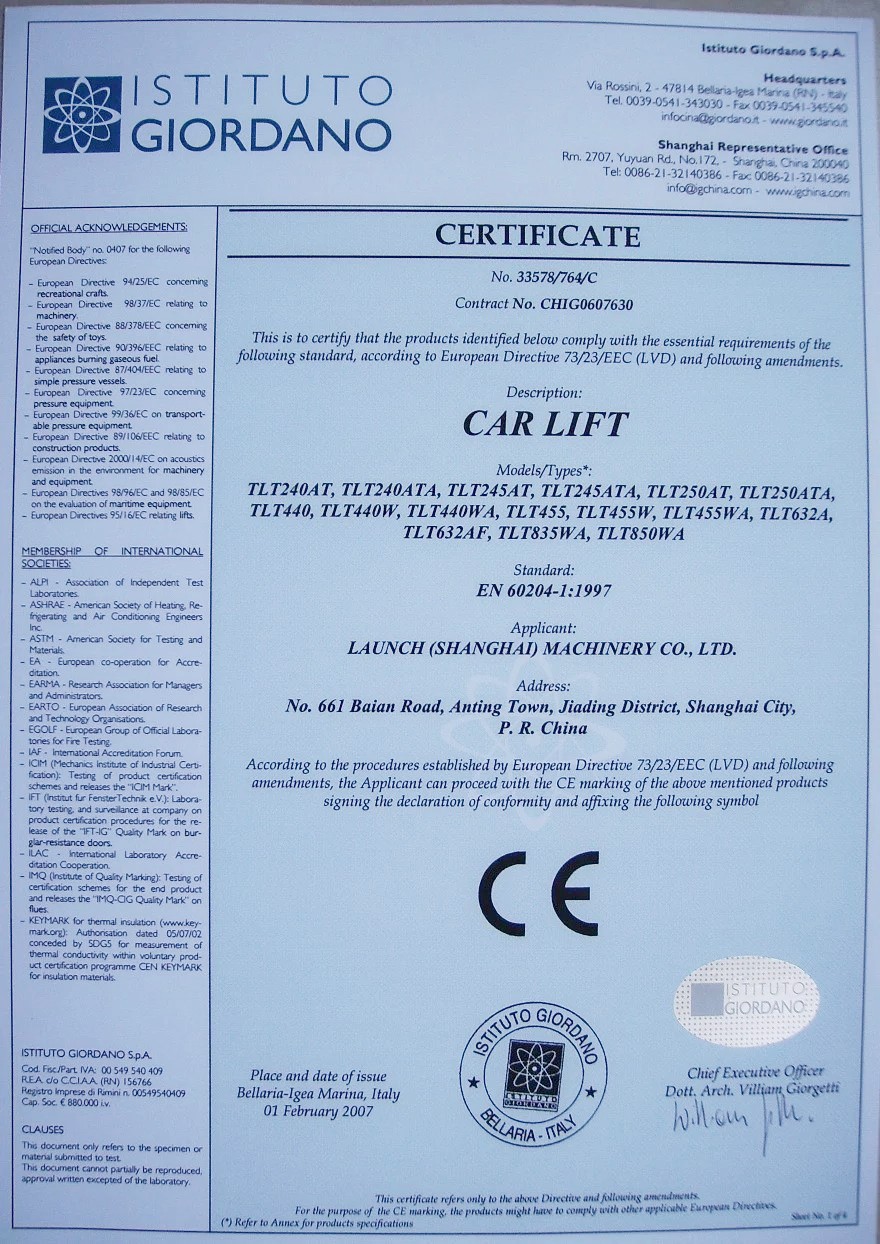 ISTITUTO
GIORDANO
Istituto Giordano S.p.A.
Headquarters
Via Rossini, 2 - 47814 Bellaria-Igea Marina (RN) - Italy
Tel. 0039-0541-343030 - Fax 0039-0541-345540
infocina@giordano.it - www.giordano.it
Shanghai Representative Office
Rm. 2707, Yuyuan Rd., No.172, - Shanghai, China 200040
Tel: 0086-21-32140386 - Fax: 0086-21-32140386
info@igchina.com - www.igchina.com
OFFICIAL ACKNOWLEDGEMENTS:
"Notified Body" no. 0407 for the following
European Directives:
- European Directive 94/25/EC concerning
recreational crafts.
- European Directive 98/37/EC relating to
machinery.
- European Directive 88/378/EEC concerning
the safety of toys.
- European Directive 90/396/EEC relating to
appliances burning gaseous fuel.
- European Directive 87/404/EEC relating to
simple pressure vessels.
- European Directive 97/23/EC concerning
pressure equipment.
- European Directive 99/36/EC on transport-
able pressure equipment.
- European Directive 89/106/EEC relating to
construction products.
- European Directive 2000/14/EC on acoustics
emission in the environment for machinery
and equipment.
- European Directives 98/96/EC and 98/85/EC
on the evaluation of maritime equipment.
- European Directives 95/16/EC relating lifts.
MEMBERSHIP OF INTERNATIONAL
SOCIETIES:
- ALPI - Association of Independent Test
Laboratories.
- ASHRAE - American Society of Heating, Re-
frigerating and Air Conditioning Engineers
Inc.
- ASTM - American Society for Testing and
Materials.
- EA - European co-operation for Accre-
ditation.
- EARMA - Research Association for Managers
and Administrators.
- EARTO - European Association of Research
and Technology Organisations.
- EGOLF - European Group of Official Labora-
tories for Fire Testing.
- IAF - International Accreditation Forum.
- ICIM (Mechanics Institute of Industrial Certi-
fication): Testing of product certification
schemes and releases the "ICIM Mark".
- IFT (Institut fur FensterTechnik e.V.): Labora-
tory testing, and surveillance at company on
product certification procedures for the re-
lease of the "IFT-IG" Quality Mark on bur-
glar-resistance doors.
- ILAC - International Laboratory Accre-
ditation Cooperation.
- IMQ (Institute of Quality Marking): Testing of
certification schemes for the end product
and releases the "IMQ-CIG Quality Mark" on
flues.
- KEYMARK for thermal insulation (www.key-
mark.org): Authorisation dated 05/07/02
conceded by SDG5 for measurement of
thermal conductivity within voluntary prod-
uct certification programme CEN KEYMARK
for insulation materials.
ISTITUTO GIORDANO S.p.A.
Cod. Fisc./Part. IVA: 00 549 540 409
R.E.A. c/o C.C.I.A.A. (RN) 156766
Registro Imprese di Rimini n. 00549540409
Cap. Soc. € 880.000 i.v.
CLAUSES
This document only refers to the specimen or
material submitted to test.
This document cannot partially be reproduced,
approval written excepted of the laboratory.
CERTIFICATE
No. 33578/764/C
Contract No. CHIG0607630
This is to certify that the products identified below comply with the essential requirements of the
following standard, according to European Directive 73/23/EEC (LVD) and following amendments.
Description:
CAR LIFT
Models/Types*:
TLT240AT, TLT240ATA, TLT245AT, TLT245ATA, TLT250AT, TLT250ATA,
TLT440, TLT440W, TLT440WA, TLT455, TLT455W, TLT455WA, TLT632A,
TLT632AF, TLT835WA, TLT850WA
Standard:
EN 60204-1:1997
Applicant:
LAUNCH (SHANGHAI) MACHINERY CO., LTD.
Address:
No. 661 Baian Road, Anting Town, Jiading District, Shanghai City,
P. R. China
According to the procedures established by European Directive 73/23/EEC (LVD) and following
amendments, the Applicant can proceed with the CE marking of the above mentioned products
signing the declaration of conformity and affixing the following symbol
CE
ISTITUTO
GIORDANO
ISTITUTO GIORDANO
ISTITUTO
GIORDANO
BELLARIA - ITALY
Place and date of issue
Bellaria-Igea Marina, Italy
01 February 2007
Chief Executive Officer
Dott. Arch. Villiam Giorgetti
This certificate refers only to the above Directive and following amendments.
For the purpose of the CE marking, the products might have to comply with other applicable European Directives.
(*) Refer to Annex for products specifications
Sheet No. 1 of 6